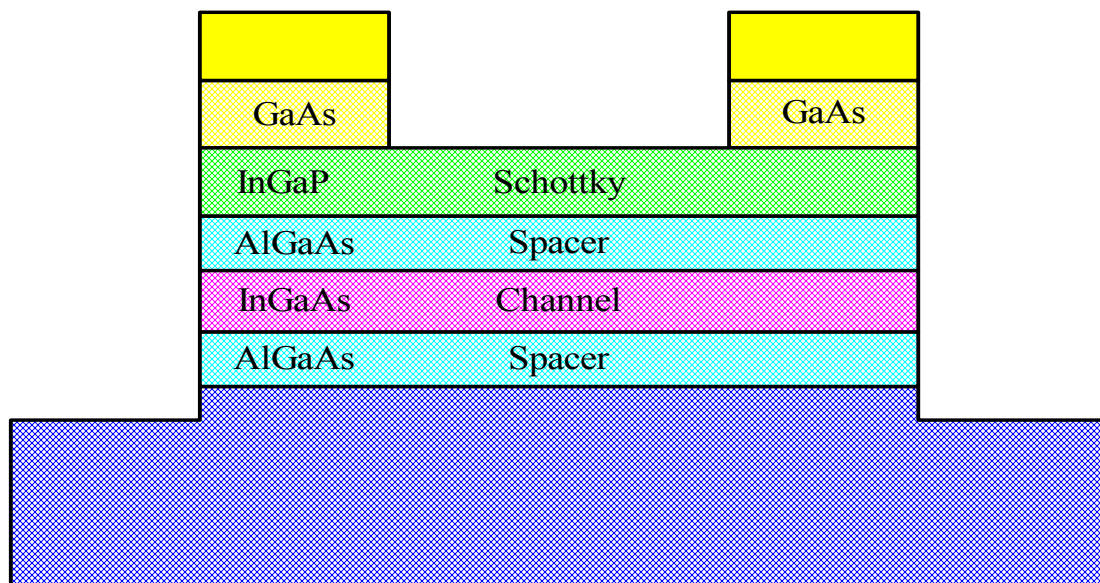 GaAs GaAs
InGaP Schottky
AlGaAs Spacer
InGaAs Channel
AlGaAs Spacer